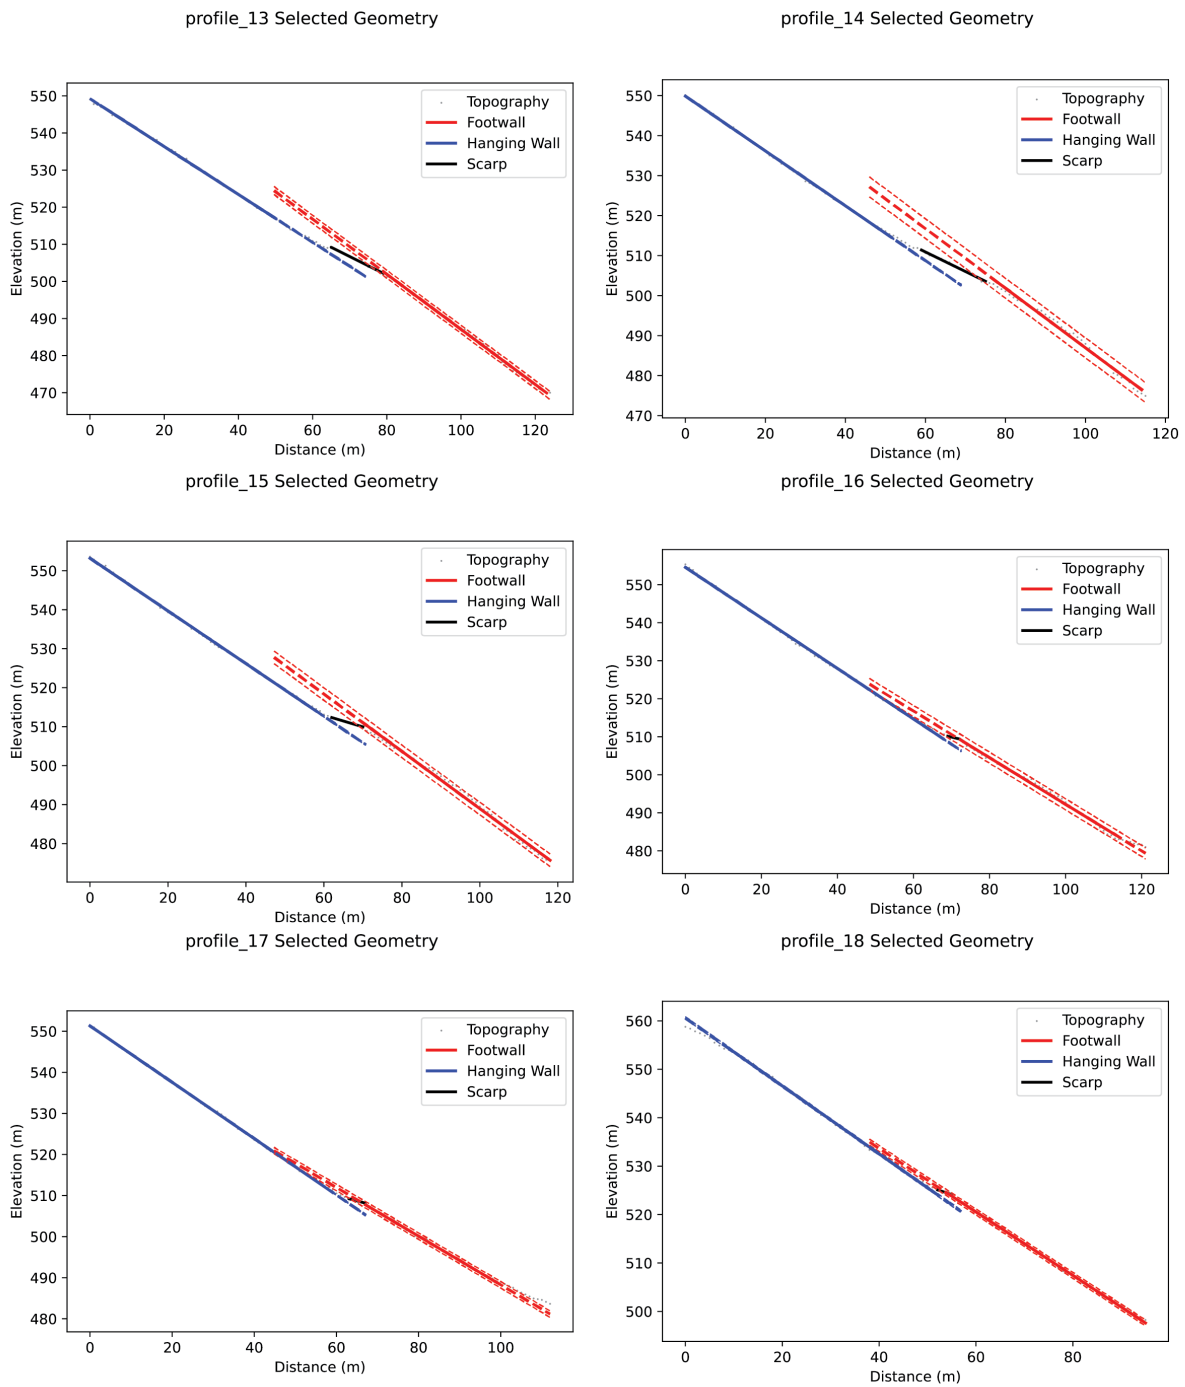 profile_13 Selected Geometry
550
540
530
520
510
500
490
480
470
0
20
40
60
80
100
120
Elevation (m)
Distance (m)
Topography
Footwall
Hanging Wall
Scarp
profile_14 Selected Geometry
550
540
530
520
510
500
490
480
470
0
20
40
60
80
100
120
Elevation (m)
Distance (m)
Topography
Footwall
Hanging Wall
Scarp
profile_15 Selected Geometry
550
540
530
520
510
500
490
480
0
20
40
60
80
100
120
Elevation (m)
Distance (m)
Topography
Footwall
Hanging Wall
Scarp
profile_16 Selected Geometry
550
540
530
520
510
500
490
480
0
20
40
60
80
100
120
Elevation (m)
Distance (m)
Topography
Footwall
Hanging Wall
Scarp
profile_17 Selected Geometry
550
540
530
520
510
500
490
480
0
20
40
60
80
100
Elevation (m)
Distance (m)
Topography
Footwall
Hanging Wall
Scarp
profile_18 Selected Geometry
560
550
540
530
520
510
500
0
20
40
60
80
Elevation (m)
Distance (m)
Topography
Footwall
Hanging Wall
Scarp